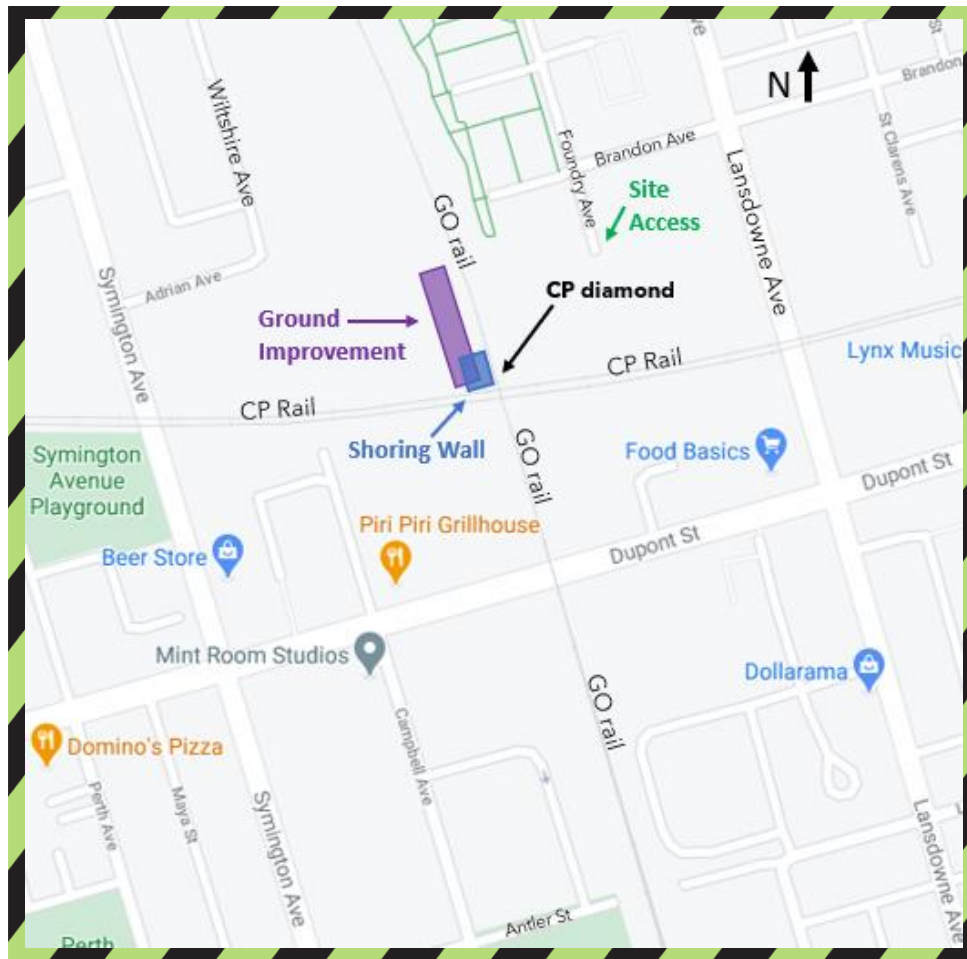 ve
St
N
Brandon
Wiltshire Ave
St Clarens Ave
Foundry Ave
Brandon Ave
Lansdowne Ave
Site
Access
GO rail
Adrian Ave
Symington Ave
CP diamond
Ground
Improvement
CP Rail
Lynx Music
CP Rail
Shoring Wall
GO rail
Symington
Avenue
Playground
Food Basics
Dupont St
Piri Piri Grillhouse
Beer Store
Dupont St
Mint Room Studios
Dollarama
GO rail
Domino's Pizza
Campbell Ave
Perth Ave
Maya St
Symington Ave
Lansdowne Ave
Antler St
Perth